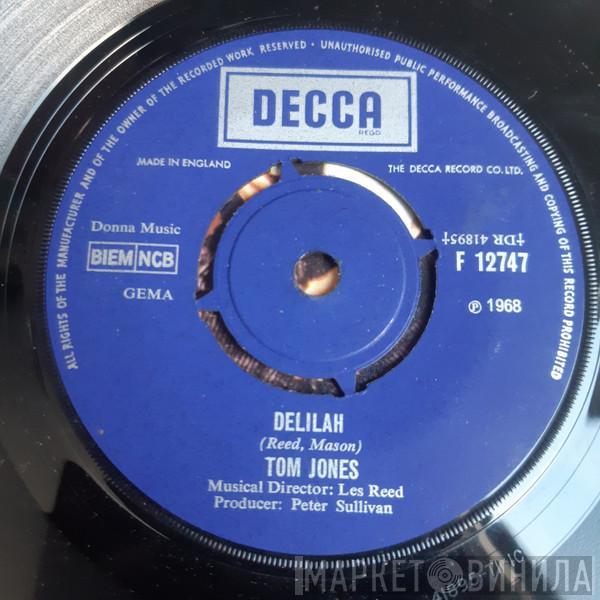 ALL RIGHTS OF THE MANUFACTURER AND OF THE OWNER OF THE RECORDED WORK RESERVED · UNAUTHORISED PUBLIC PERFORMANCE BROADCASTING AND COPYING OF THIS RECORD PROHIBITED
DECCA
REGD
MADE IN ENGLAND
THE DECCA RECORD CO. LTD.
Donna Music
BIEM NCB
GEMA
‡DR 41895‡
F 12747
℗ 1968
DELILAH
(Reed, Mason)
TOM JONES
Musical Director: Les Reed
Producer: Peter Sullivan
МАРКЕТ ВИНИЛА